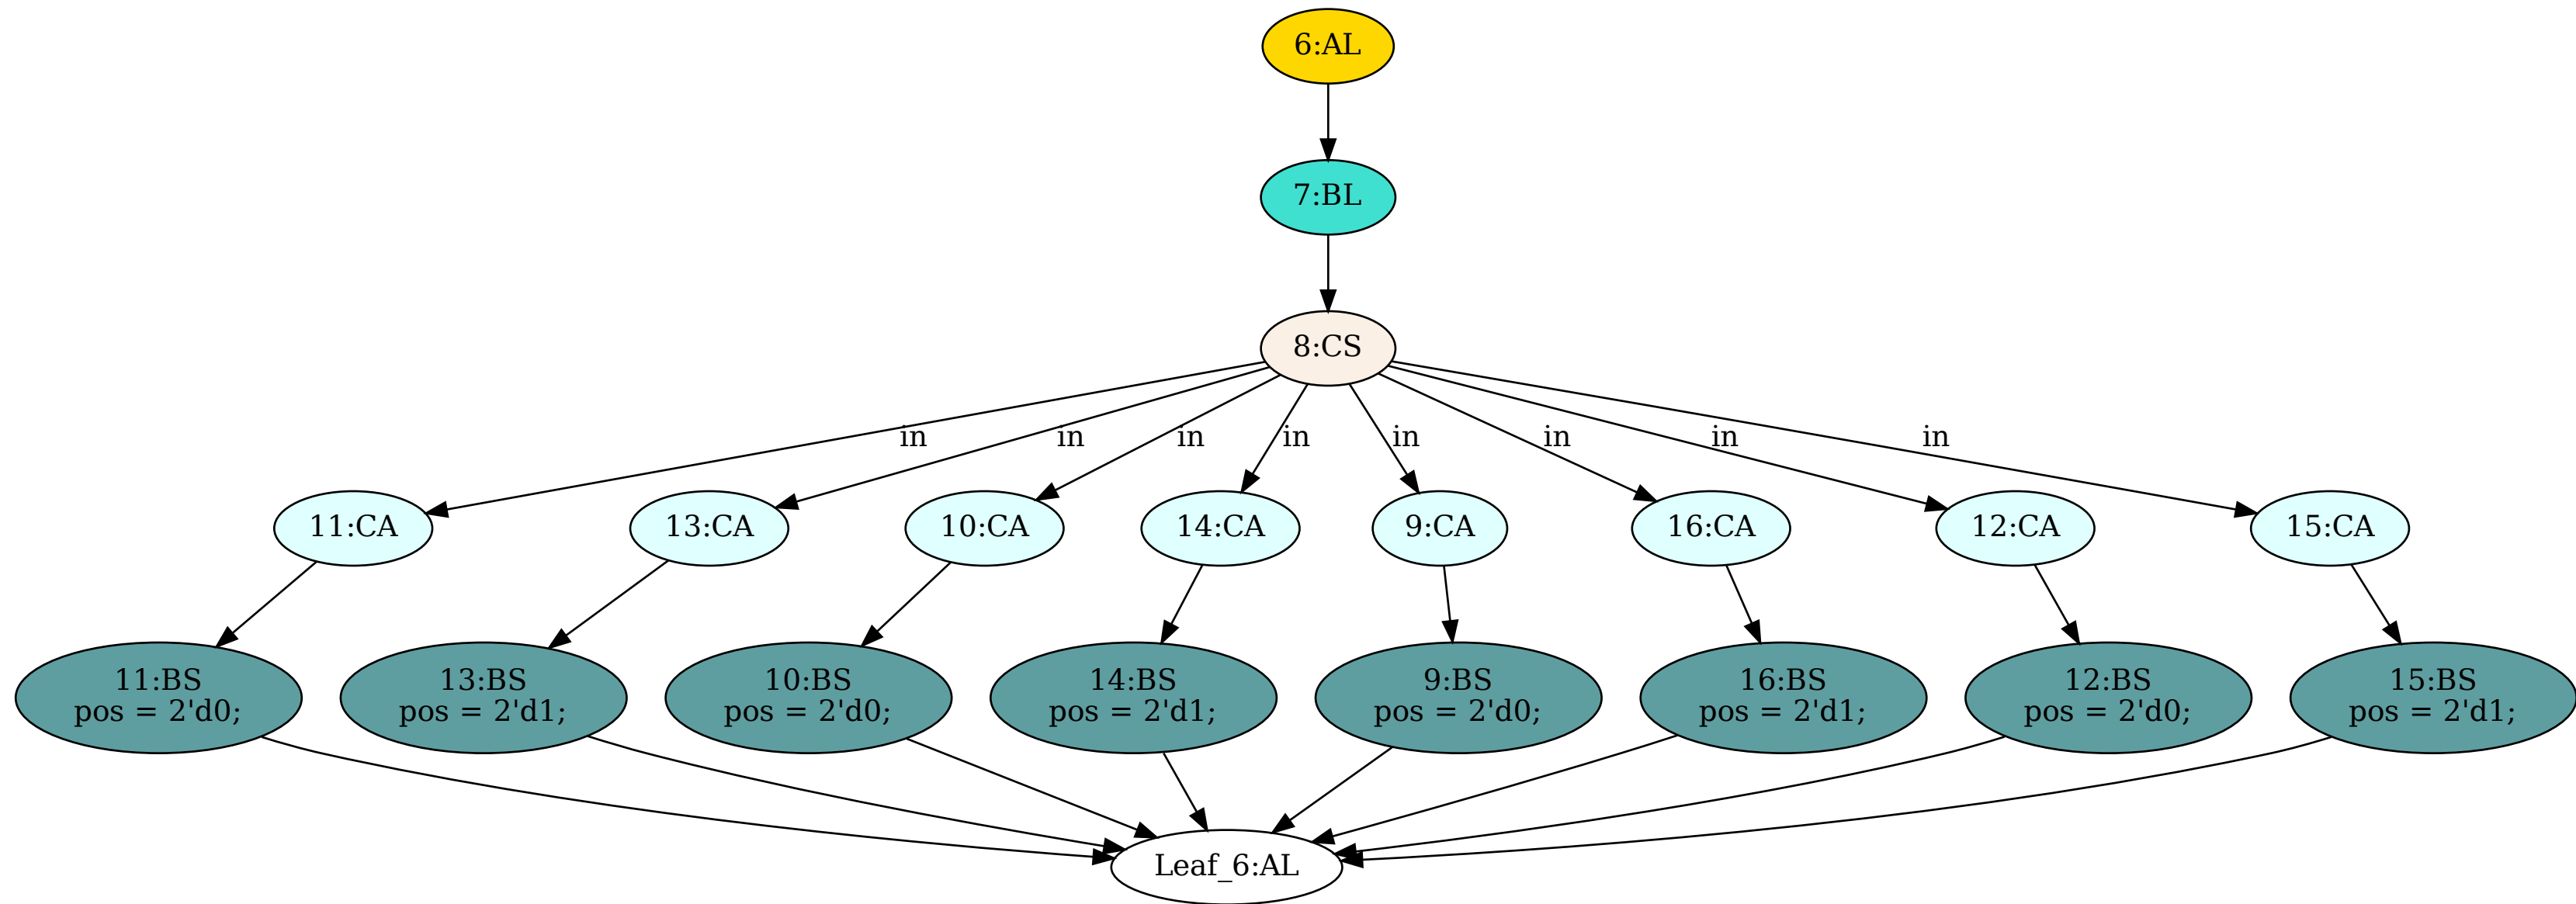 6:AL
7:BL
8:CS
in
in
in
in
in
in
in
in
11:CA
13:CA
10:CA
14:CA
9:CA
16:CA
12:CA
15:CA
11:BS
pos = 2'd0;
13:BS
pos = 2'd1;
10:BS
pos = 2'd0;
14:BS
pos = 2'd1;
9:BS
pos = 2'd0;
16:BS
pos = 2'd1;
12:BS
pos = 2'd0;
15:BS
pos = 2'd1;
Leaf_6:AL